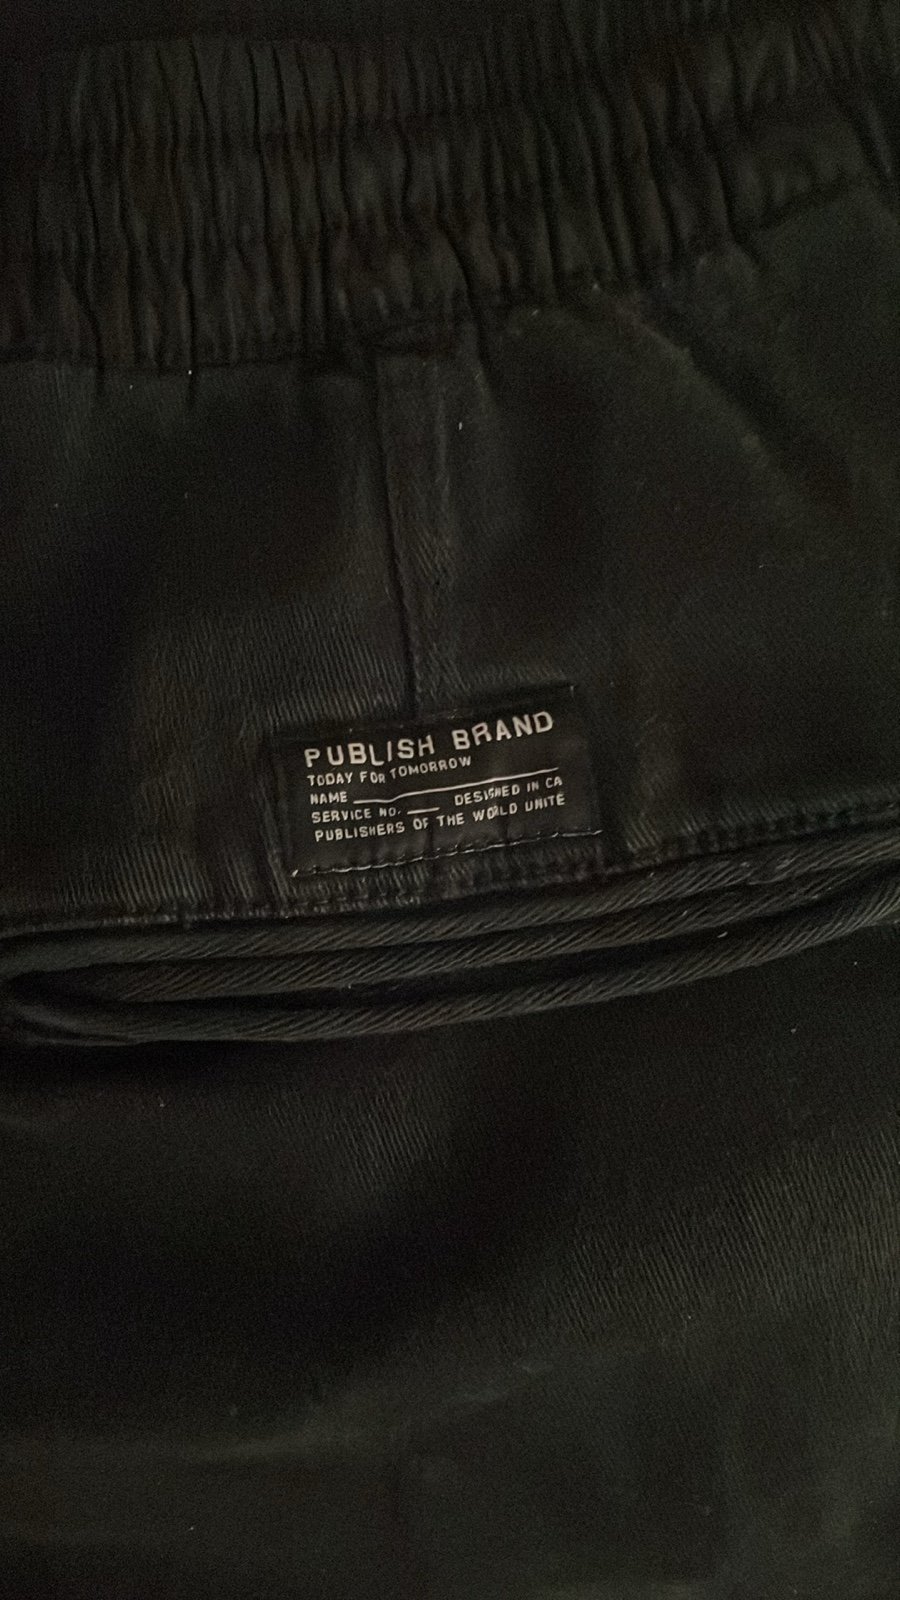 PUBLISH BRAND
TODAY FOR TOMORROW
NAME
SERVICE NO. DESIGNED IN CA
PUBLISHERS OF THE WORLD UNITE